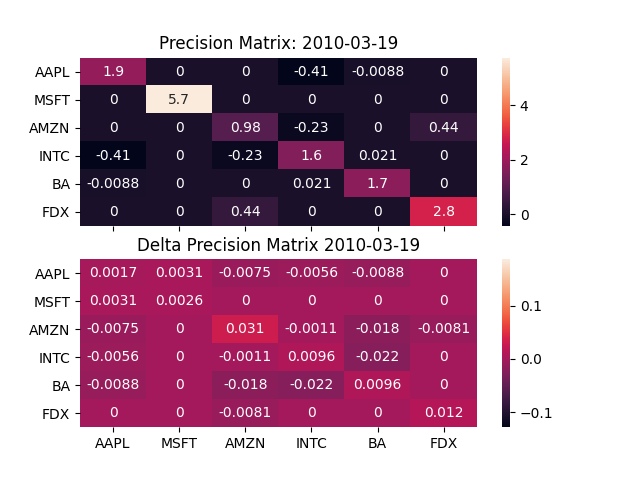 Precision Matrix: 2010-03-19
AAPL 1.9 0 0 -0.41 -0.0088 0
MSFT 0 5.7 0 0 0 0
AMZN 0 0 0.98 -0.23 0 0.44
INTC -0.41 0 -0.23 1.6 0.021 0
BA -0.0088 0 0 0.021 1.7 0
FDX 0 0 0.44 0 0 2.8
4
2
0
Delta Precision Matrix 2010-03-19
AAPL 0.0017 0.0031 -0.0075 -0.0056 -0.0088 0
MSFT 0.0031 0.0026 0 0 0 0
AMZN -0.0075 0 0.031 -0.0011 -0.018 -0.0081
INTC -0.0056 0 -0.0011 0.0096 -0.022 0
BA -0.0088 0 -0.018 -0.022 0.0096 0
FDX 0 0 -0.0081 0 0 0.012
AAPL MSFT AMZN INTC BA FDX
0.1
0.0
−0.1